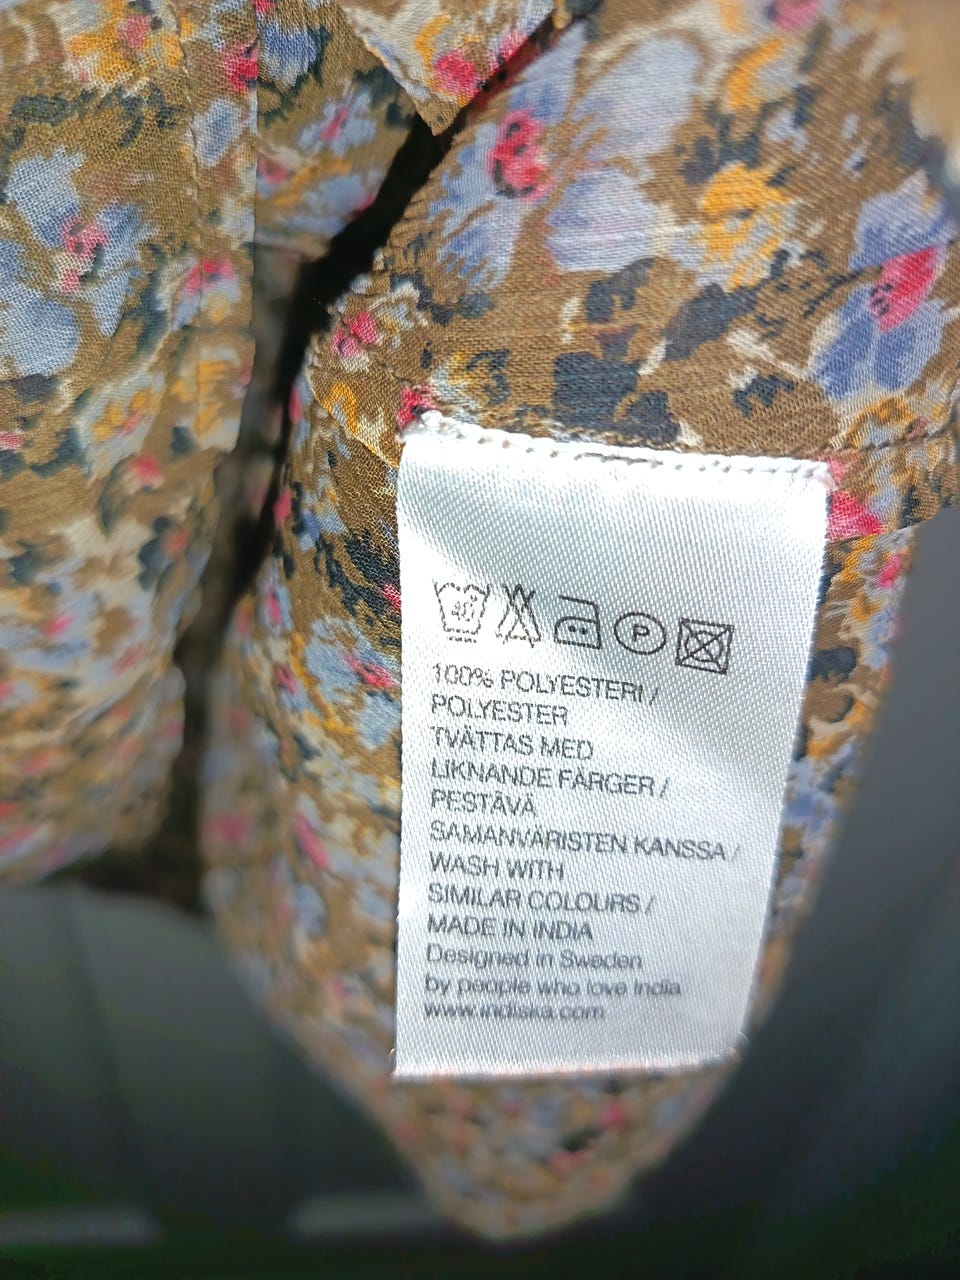 40
P
100% POLYESTERI /
POLYESTER
TVÄTTAS MED
LIKNANDE FÄRGER /
PESTÄVÄ
SAMANVÄRISTEN KANSSA /
WASH WITH
SIMILAR COLOURS /
MADE IN INDIA
Designed in Sweden
by people who love India
www.indiska.com